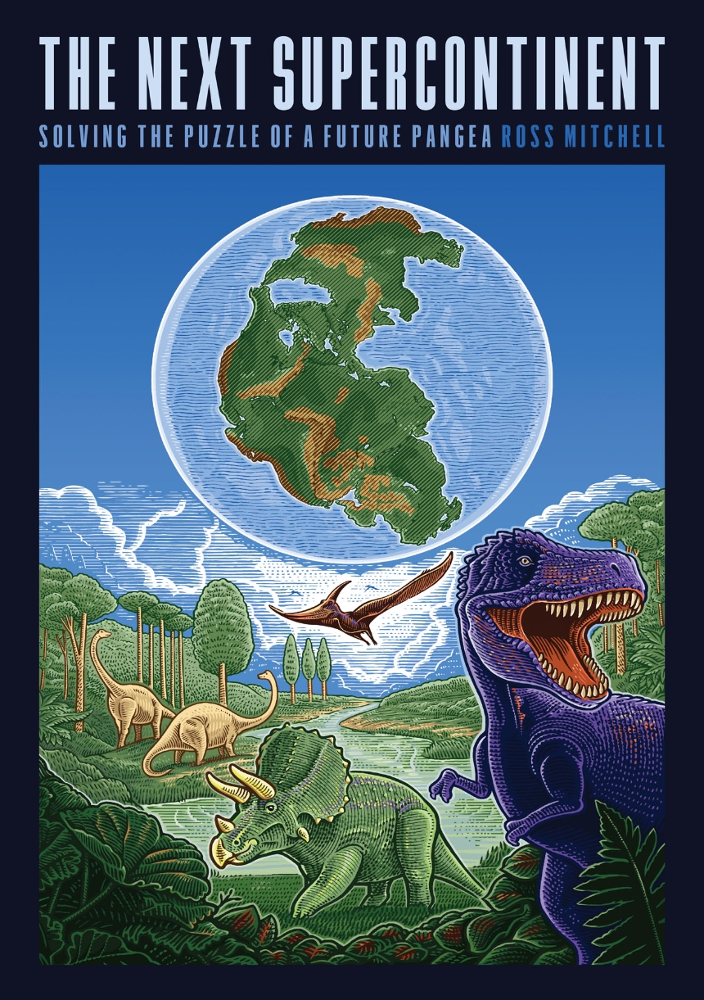 THE NEXT SUPERCONTINENT
SOLVING THE PUZZLE OF A FUTURE PANGEA ROSS MITCHELL